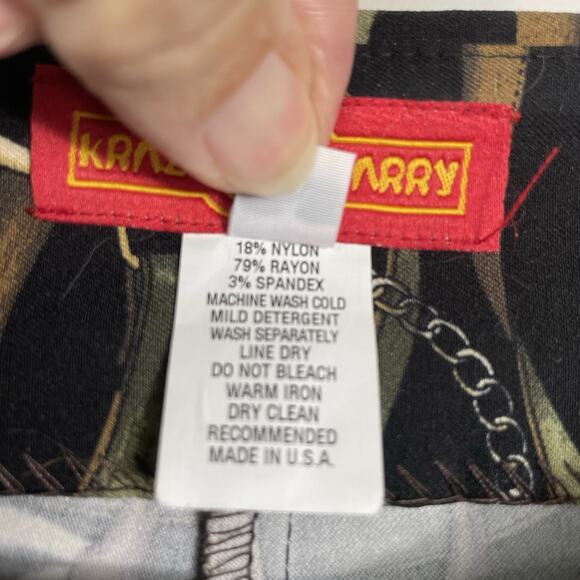 ARRY
18% NYLON
79% RAYON
3% SPANDEX
MACHINE WASH COLD
MILD DETERGENT
WASH SEPARATELY
LINE DRY
DO NOT BLEACH
WARM IRON
DRY CLEAN
RECOMMENDED
MADE IN U.S.A.